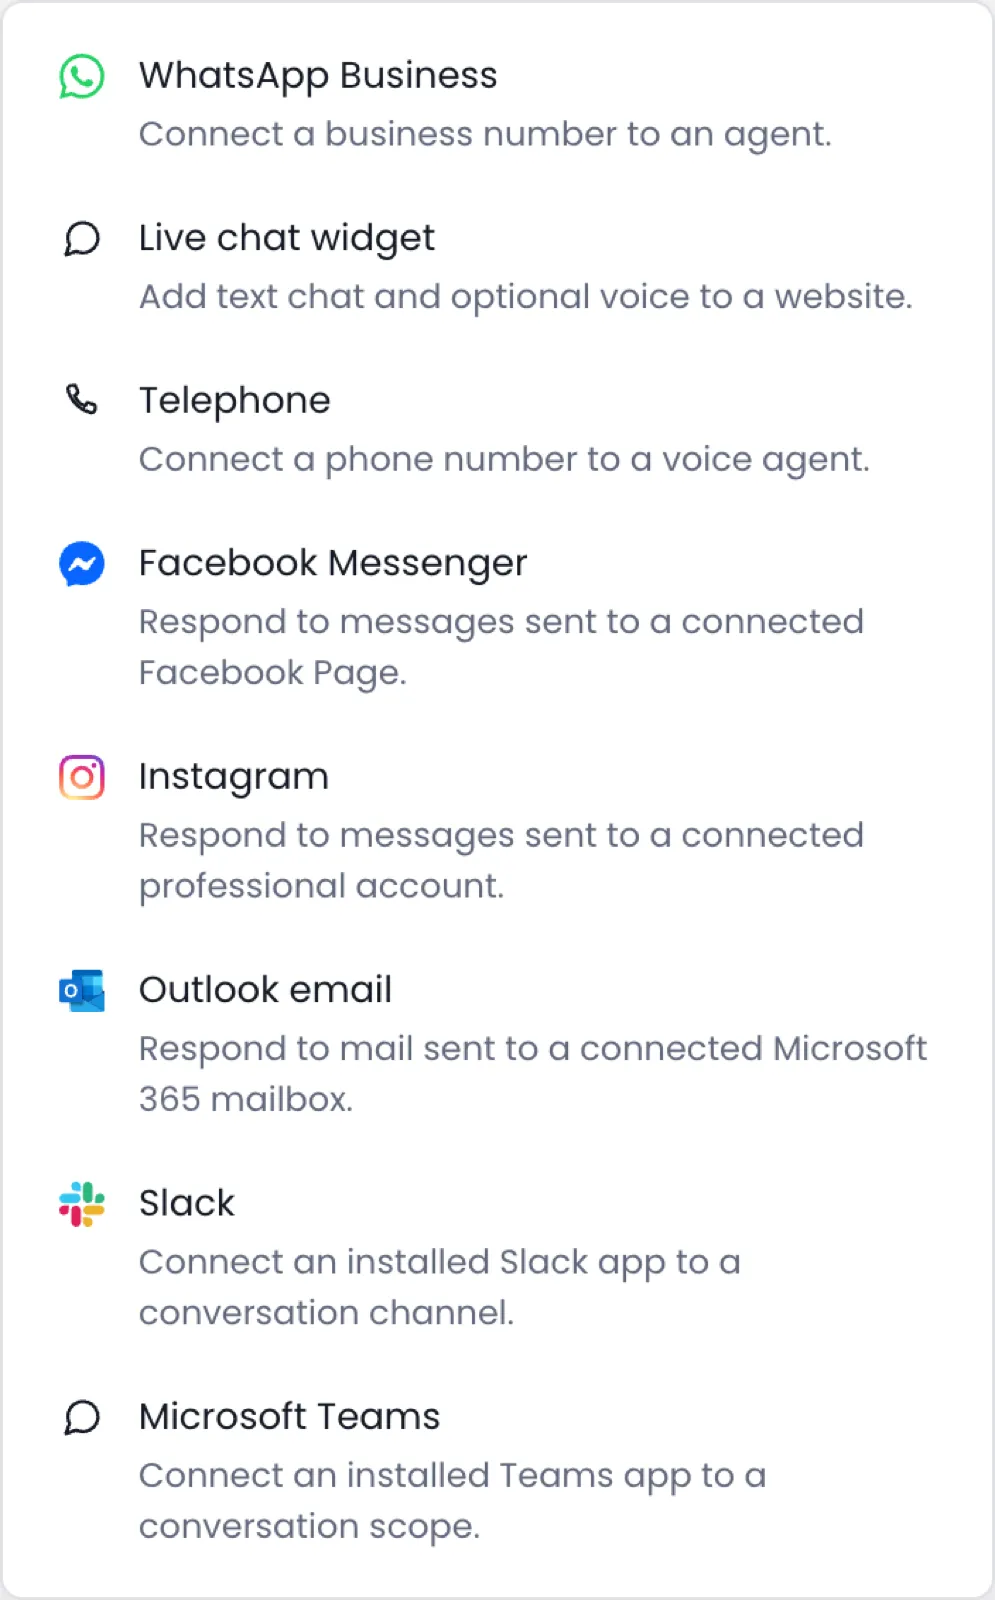 WhatsApp Business
Connect a business number to an agent.
Live chat widget
Add text chat and optional voice to a website.
Telephone
Connect a phone number to a voice agent.
Facebook Messenger
Respond to messages sent to a connected
Facebook Page.
Instagram
Respond to messages sent to a connected
professional account.
Outlook email
Respond to mail sent to a connected Microsoft
365 mailbox.
Slack
Connect an installed Slack app to a
conversation channel.
Microsoft Teams
Connect an installed Teams app to a
conversation scope.